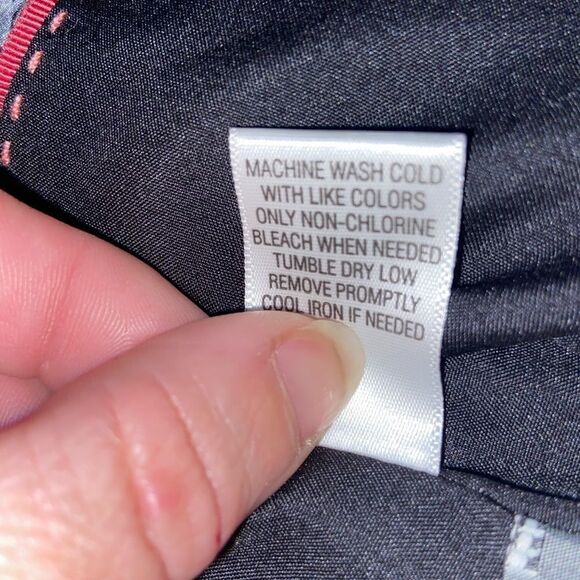 MACHINE WASH COLD
WITH LIKE COLORS
ONLY NON-CHLORINE
BLEACH WHEN NEEDED
TUMBLE DRY LOW
REMOVE PROMPTLY
COOL IRON IF NEEDED